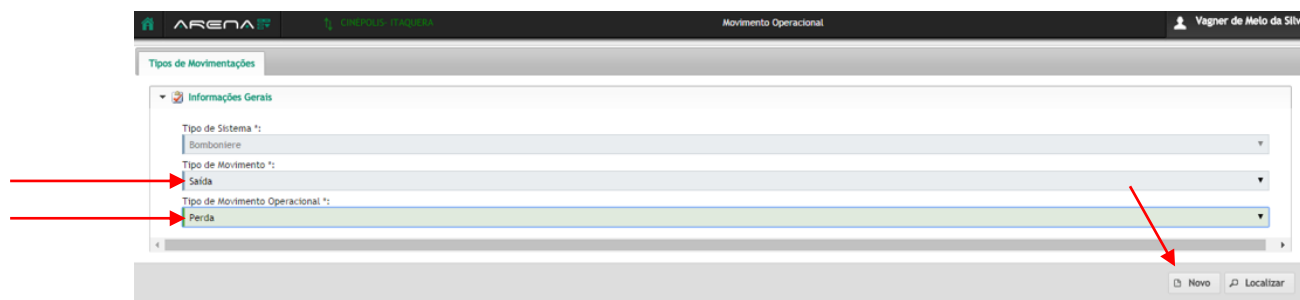 ARENA
CINÉPOLIS- ITAQUERA
Movimento Operacional
Vagner de Melo da Silv
Tipos de Movimentações
Informações Gerais
Tipo de Sistema *:
Bomboniere
Tipo de Movimento *:
Saída
Tipo de Movimento Operacional *:
Perda
Novo
Localizar